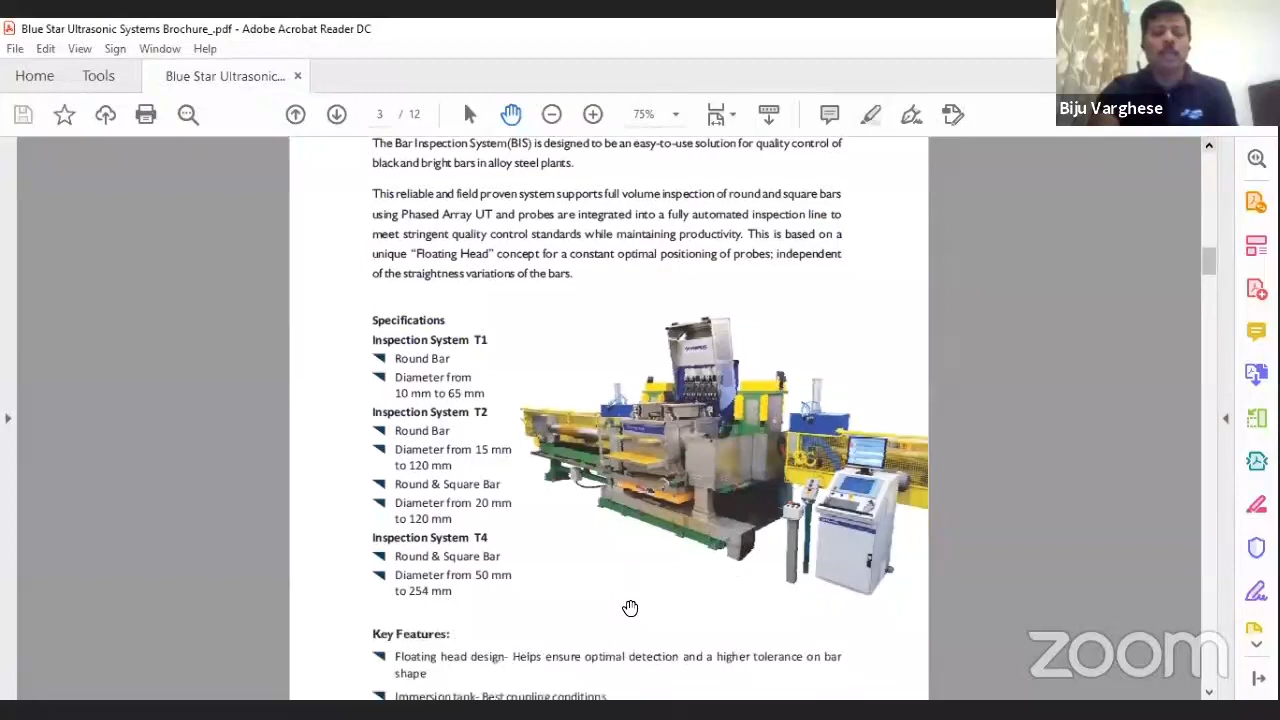 Blue Star Ultrasonic Systems Brochure_.pdf - Adobe Acrobat Reader DC
File Edit View Sign Window Help
Home Tools Blue Star Ultrasonic... ×
3 / 12 75%
Biju Varghese
The Bar Inspection System(BIS) is designed to be an easy-to-use solution for quality control of
black and bright bars in alloy steel plants.
This reliable and field proven system supports full volume inspection of round and square bars
using Phased Array UT and probes are integrated into a fully automated inspection line to
meet stringent quality control standards while maintaining productivity. This is based on a
unique “Floating Head” concept for a constant optimal positioning of probes; independent
of the straightness variations of the bars.
Specifications
Inspection System T1
Round Bar
Diameter from
10 mm to 65 mm
Inspection System T2
Round Bar
Diameter from 15 mm
to 120 mm
Round & Square Bar
Diameter from 20 mm
to 120 mm
Inspection System T4
Round & Square Bar
Diameter from 50 mm
to 254 mm
OLYMPUS
Key Features:
Floating head design- Helps ensure optimal detection and a higher tolerance on bar
shape
Immersion tank- Best coupling conditions
zoom